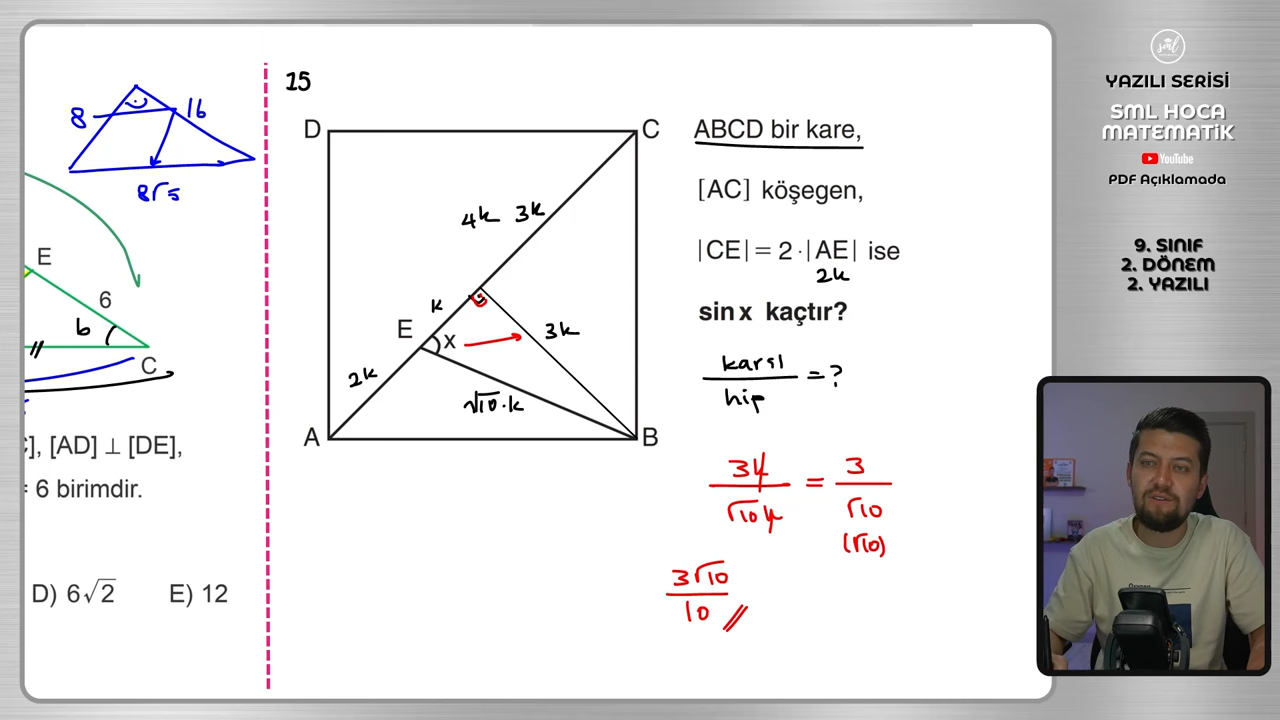 8
16
8√5
E
6
6
C
], [AD] ⊥ [DE],
= 6 birimdir.
D) 6√2 E) 12
15
D
C
4k 3k
k
E
x
3k
2k
√10·k
A
B
ABCD bir kare,
[AC] köşegen,
|CE| = 2 · |AE| ise
2k
sin x kaçtır?
karşı
hip
= ?
3k
√10k
=
3
√10
(√10)
3√10
10
sml
YAZILI SERİSİ
SML HOCA
MATEMATİK
YouTube
PDF Açıklamada
9. SINIF
2. DÖNEM
2. YAZILI